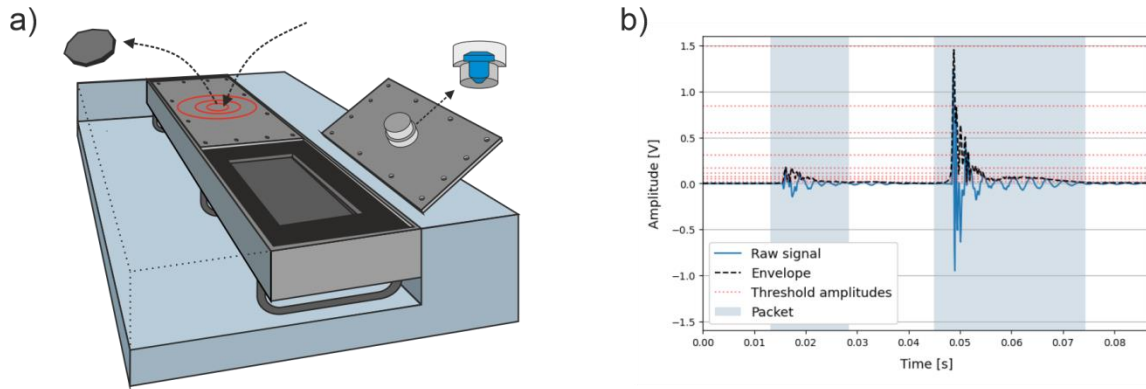 a)
b)
1.5
1.0
0.5
0.0
−0.5
−1.0
−1.5
Amplitude [V]
Raw signal
Envelope
Threshold amplitudes
Packet
0.00 0.01 0.02 0.03 0.04 0.05 0.06 0.07 0.08
Time [s]